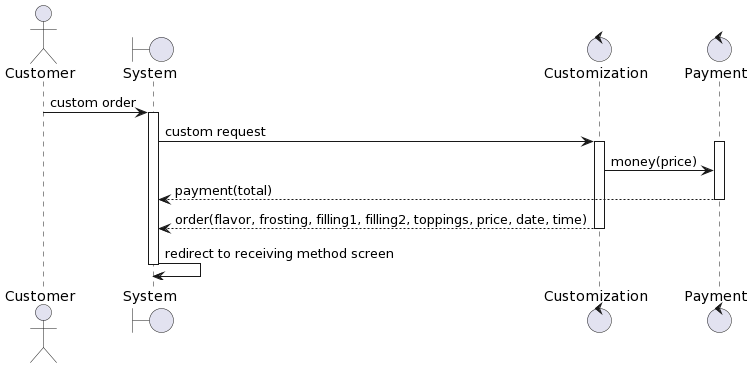 Customer
System
Customization
Payment
custom order
custom request
money(price)
payment(total)
order(flavor, frosting, filling1, filling2, toppings, price, date, time)
redirect to receiving method screen
Customer
System
Customization
Payment